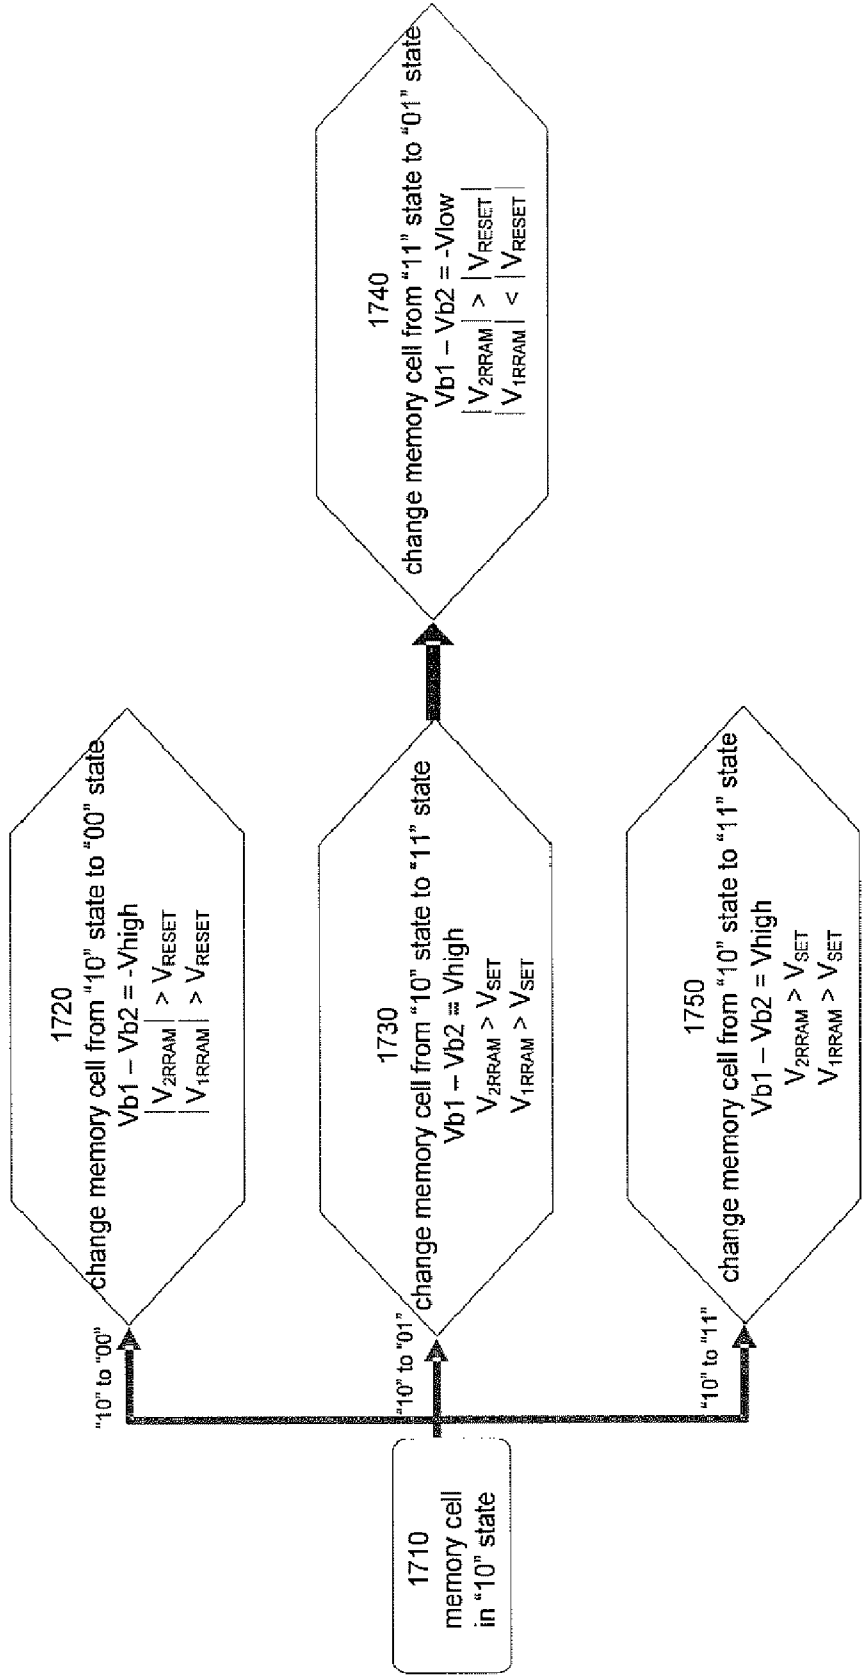 1710
memory cell
in “10” state
“10” to “00”
1720
change memory cell from “10” state to “00” state
Vb1 – Vb2 = -Vhigh
| V2RRAM | > VRESET
| V1RRAM | > VRESET
“10” to “01”
1730
change memory cell from “10” state to “11” state
Vb1 – Vb2 = Vhigh
V2RRAM > VSET
V1RRAM > VSET
1740
change memory cell from “11” state to “01” state
Vb1 – Vb2 = -Vlow
| V2RRAM | > | VRESET |
| V1RRAM | < | VRESET |
“10” to “11”
1750
change memory cell from “10” state to “11” state
Vb1 – Vb2 = Vhigh
V2RRAM > VSET
V1RRAM > VSET